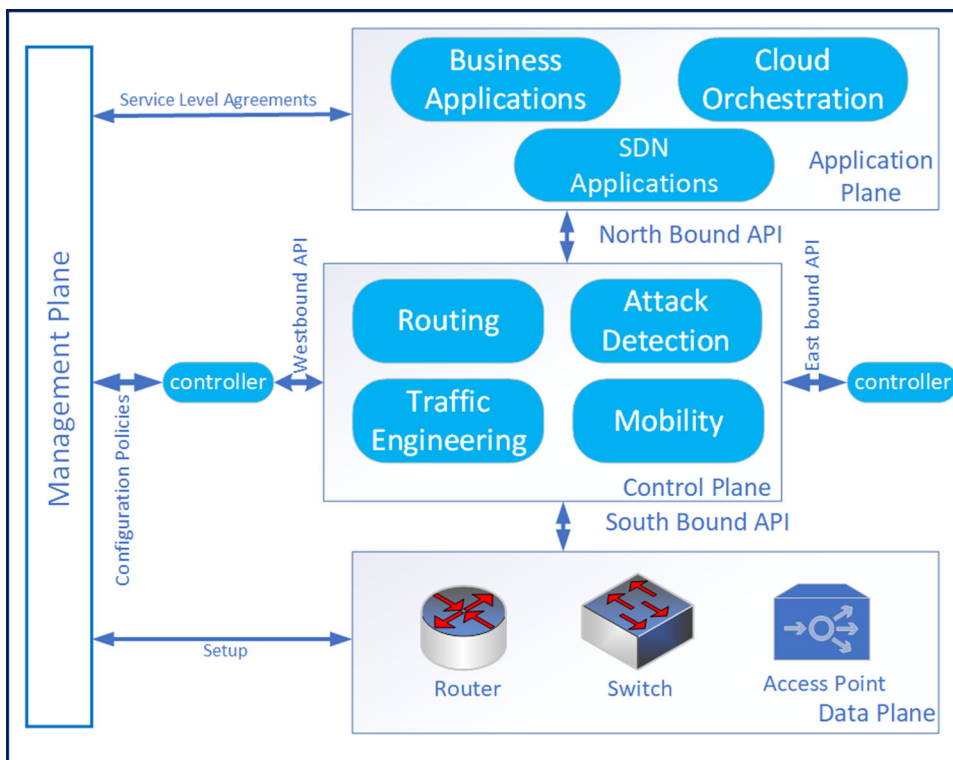 Management Plane
Service Level Agreements
Business
Applications
Cloud
Orchestration
SDN
Applications
Application
Plane
North Bound API
Westbound API
East bound API
Routing
Attack
Detection
controller
controller
Traffic
Engineering
Mobility
Configuration Policies
Control Plane
South Bound API
Setup
Router
Switch
Access Point
Data Plane